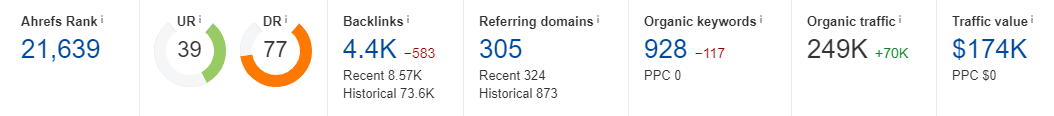 Ahrefs Rank i
21,639
UR i
39
DR i
77
Backlinks i
4.4K −583
Recent 8.57K
Historical 73.6K
Referring domains i
305
Recent 324
Historical 873
Organic keywords i
928 −117
PPC 0
Organic traffic i
249K +70K
Traffic value i
$174K
PPC $0